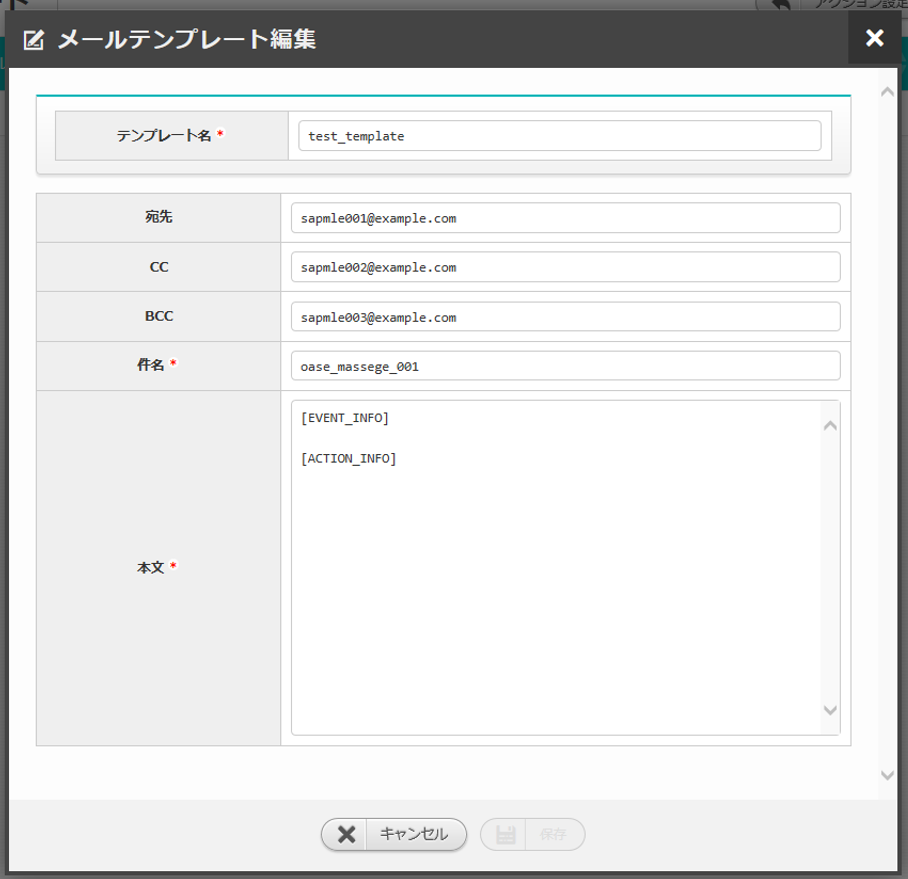 アクション設定
メールテンプレート編集
テンプレート名 * test_template
宛先 sapmle001@example.com
CC sapmle002@example.com
BCC sapmle003@example.com
件名 * oase_massege_001
[EVENT_INFO]
[ACTION_INFO]
本文 *
キャンセル 保存